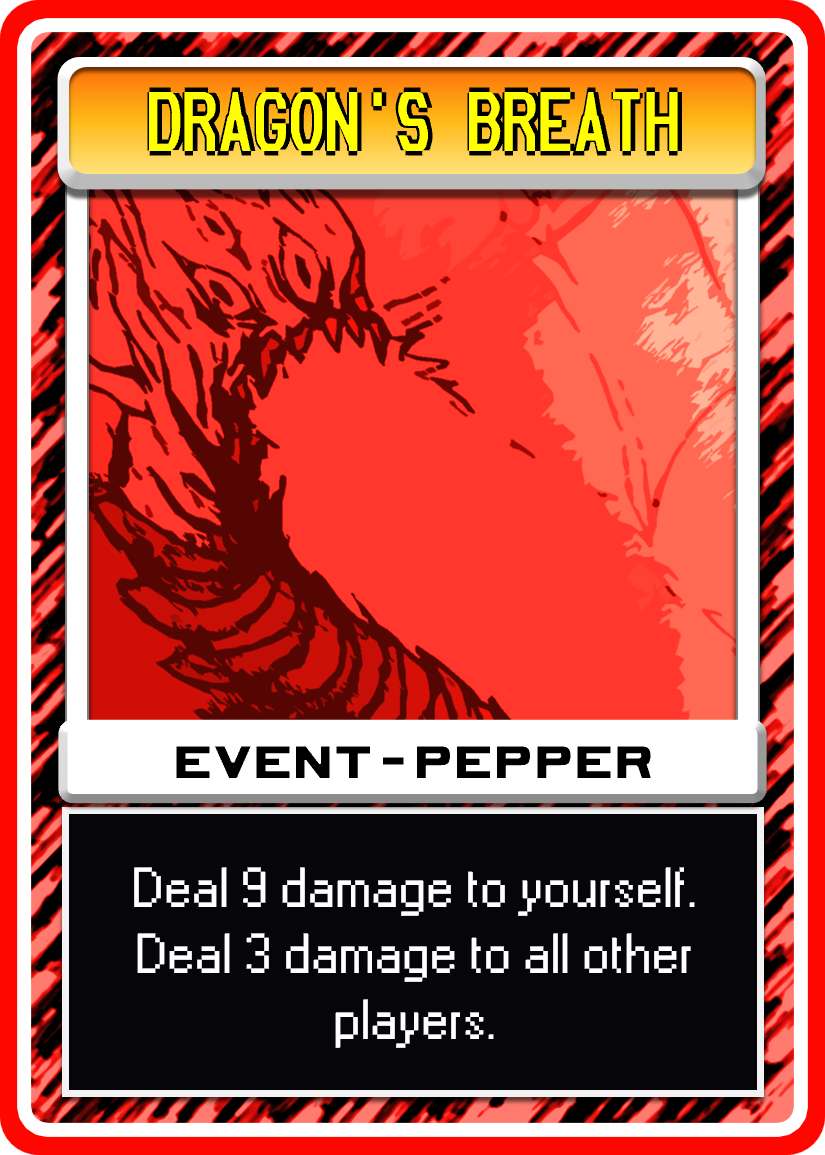 DRAGON'S BREATH
EVENT-PEPPER
Deal 9 damage to yourself.
Deal 3 damage to all other
players.